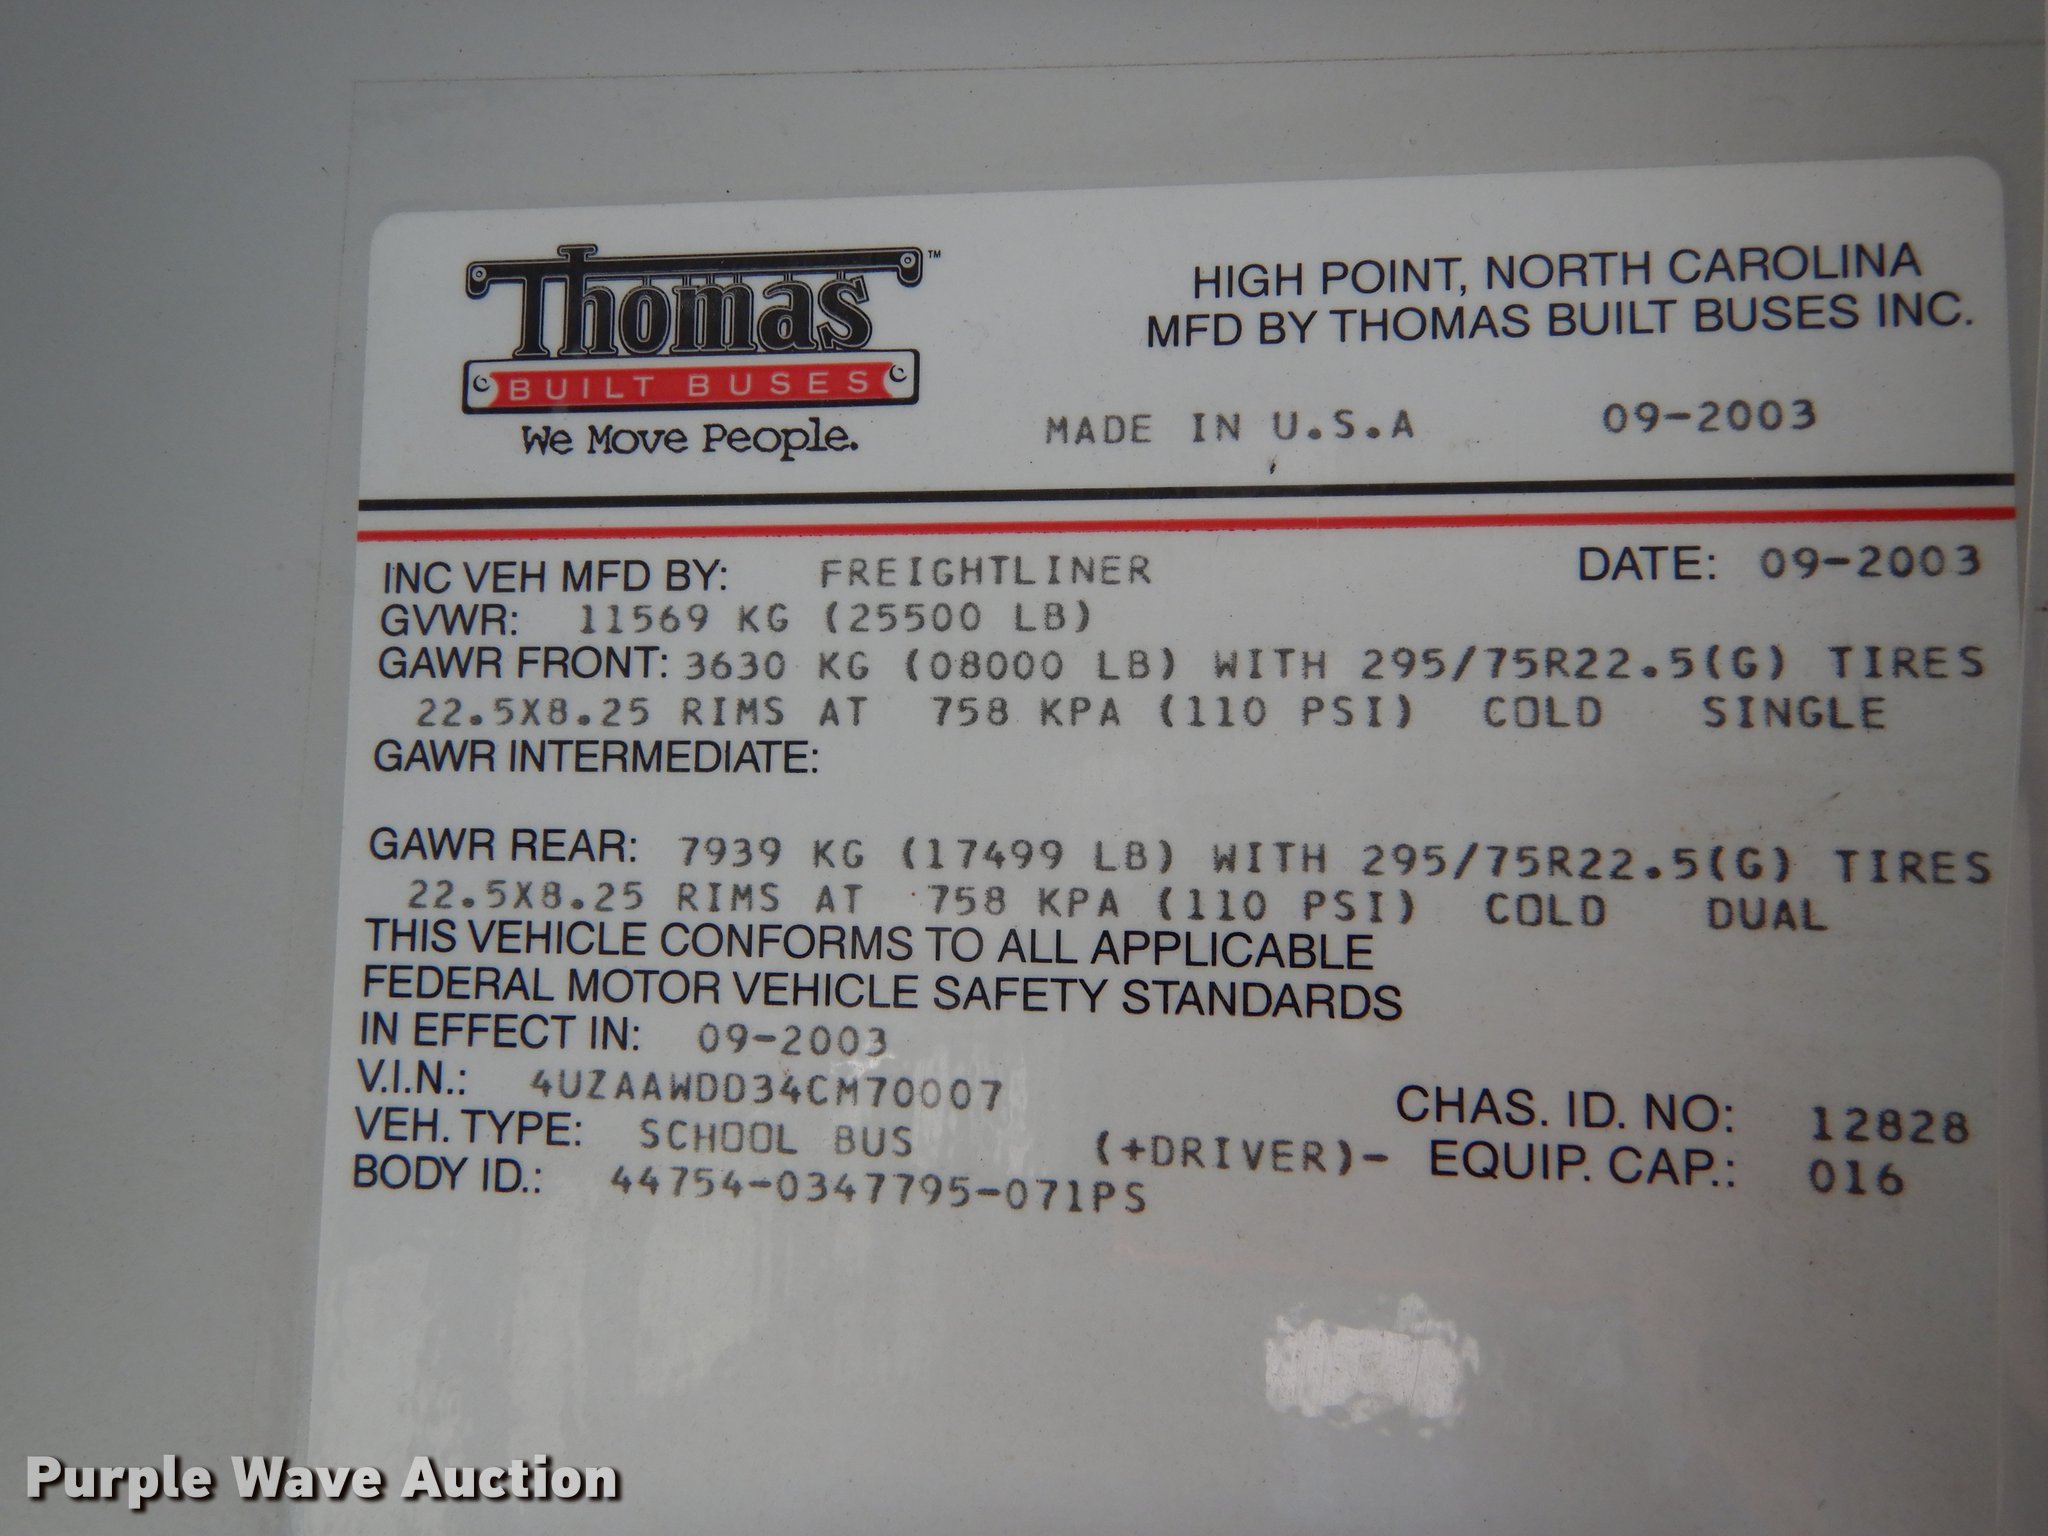 Thomas™
BUILT BUSES
We Move People.
HIGH POINT, NORTH CAROLINA
MFD BY THOMAS BUILT BUSES INC.
MADE IN U.S.A 09-2003
INC VEH MFD BY: FREIGHTLINER DATE: 09-2003
GVWR: 11569 KG (25500 LB)
GAWR FRONT: 3630 KG (08000 LB) WITH 295/75R22.5(G) TIRES
22.5X8.25 RIMS AT 758 KPA (110 PSI) COLD SINGLE
GAWR INTERMEDIATE:
GAWR REAR: 7939 KG (17499 LB) WITH 295/75R22.5(G) TIRES
22.5X8.25 RIMS AT 758 KPA (110 PSI) COLD DUAL
THIS VEHICLE CONFORMS TO ALL APPLICABLE
FEDERAL MOTOR VEHICLE SAFETY STANDARDS
IN EFFECT IN: 09-2003
V.I.N.: 4UZAAWDD34CM70007 CHAS. ID. NO: 12828
VEH. TYPE: SCHOOL BUS (+DRIVER)- EQUIP. CAP.: 016
BODY ID.: 44754-0347795-071PS
Purple Wave Auction